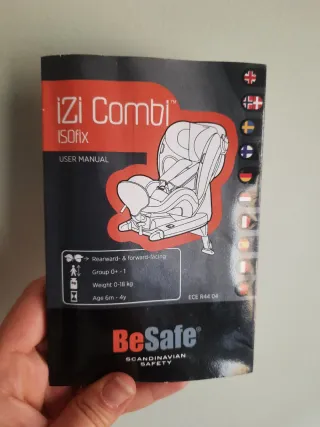 iZi Combi™
ISOfix
USER MANUAL
Rearward- & forward-facing
Group 0+ - 1
Weight 0-18 kg
Age 6m - 4y
ECE R44 04
BeSafe®
SCANDINAVIAN
SAFETY